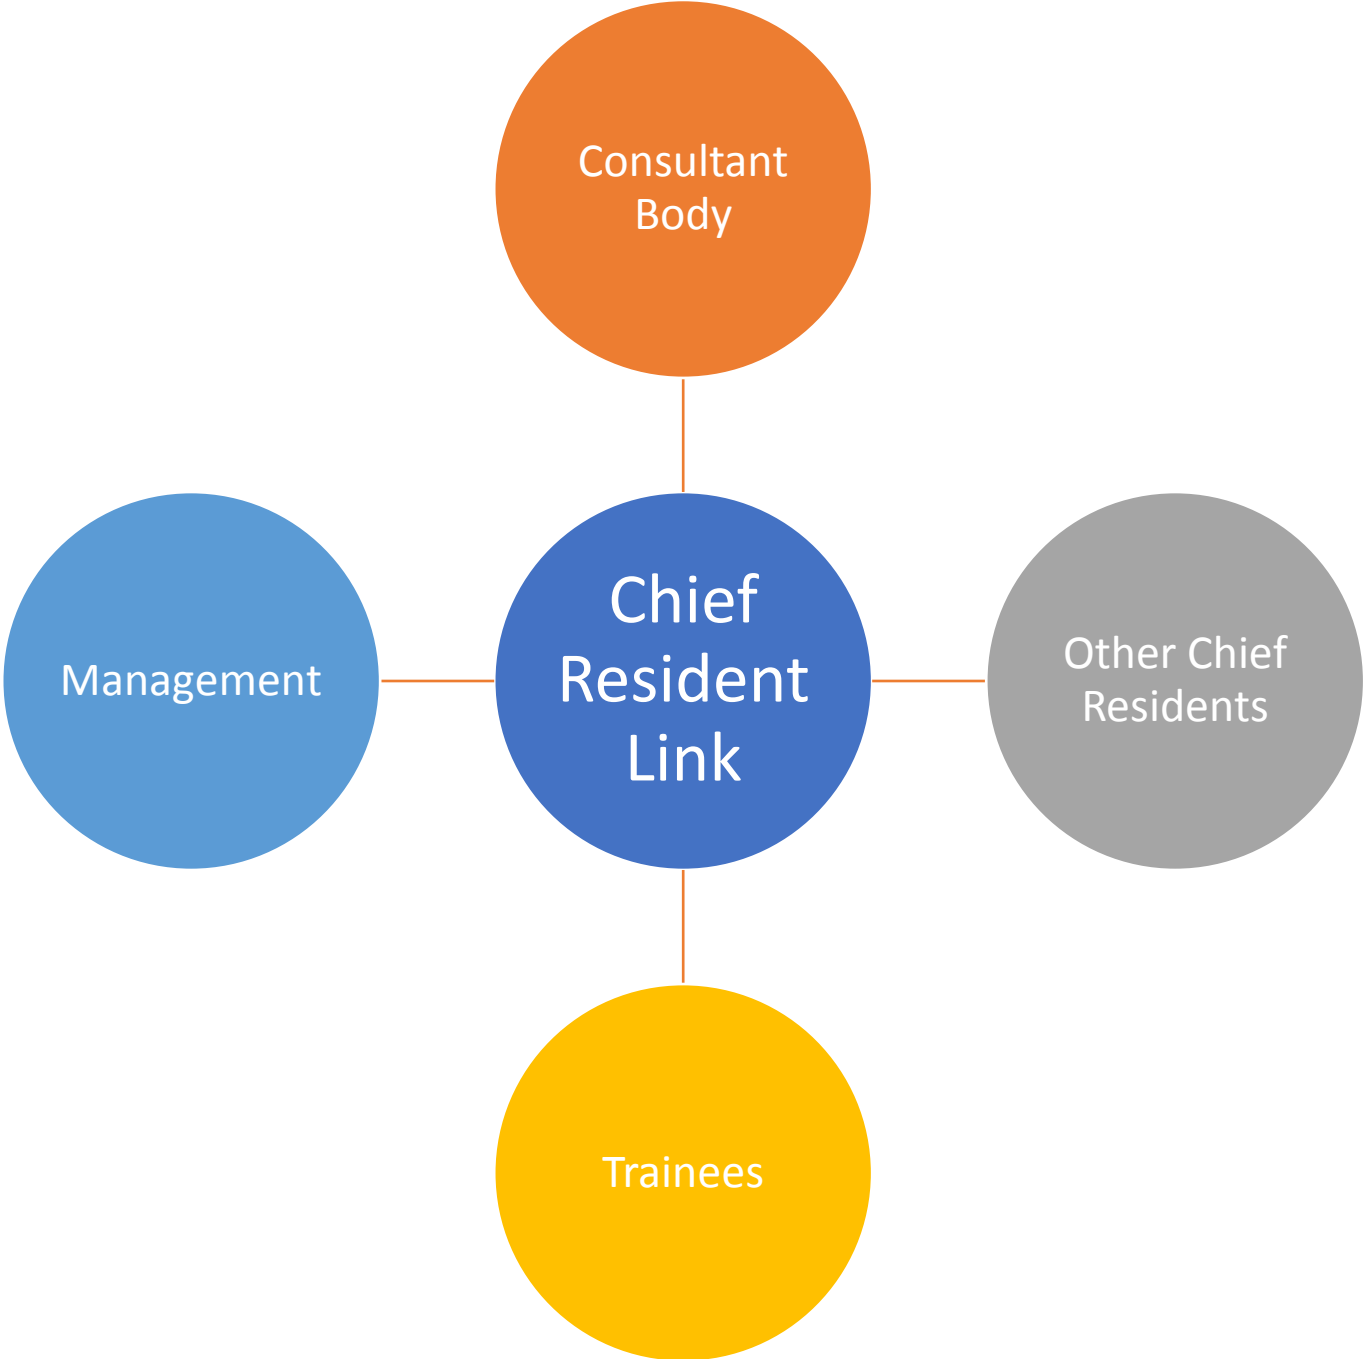 Consultant
Body
Management
Chief
Resident
Link
Other Chief
Residents
Trainees